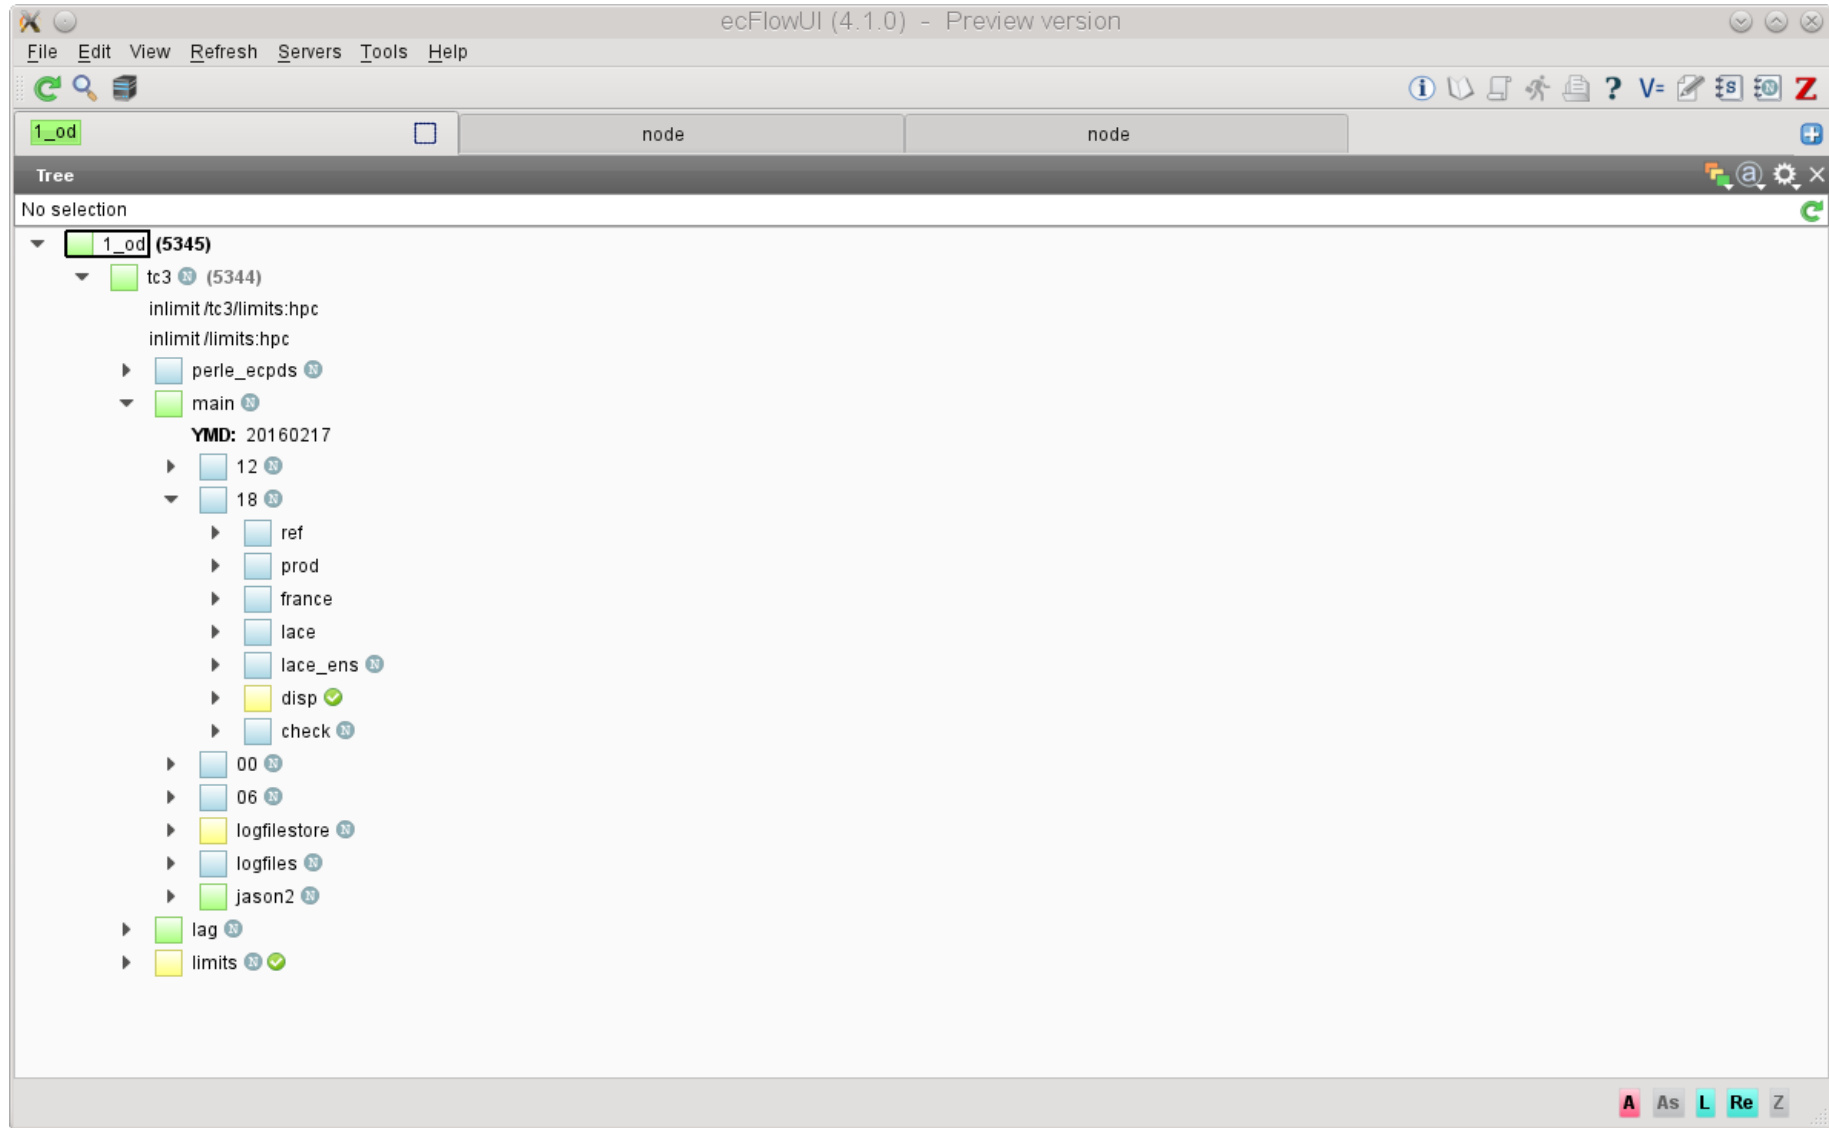 ecFlowUI (4.1.0) - Preview version
File Edit View Refresh Servers Tools Help
? V= S N Z
1_od node node
Tree a
No selection
1_od (5345)
tc3 N (5344)
inlimit /tc3/limits:hpc
inlimit /limits:hpc
perle_ecpds N
main N
YMD: 20160217
12 N
18 N
ref
prod
france
lace
lace_ens N
disp
check N
00 N
06 N
logfilestore N
logfiles N
jason2 N
lag N
limits N
A As L Re Z